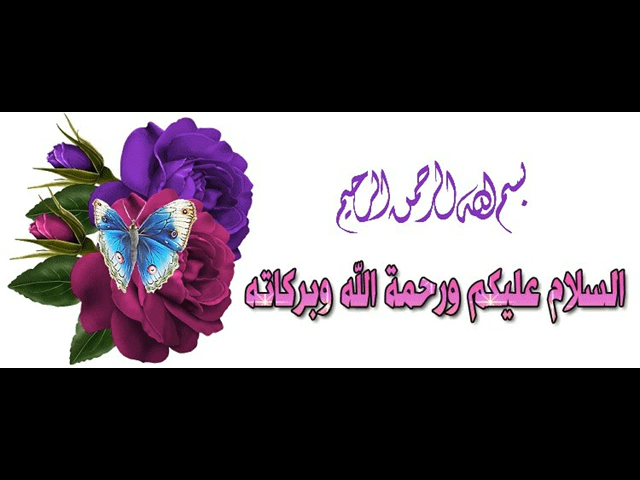 بسم الله الرحمن الرحيم
السلام عليكم ورحمة الله وبركاته